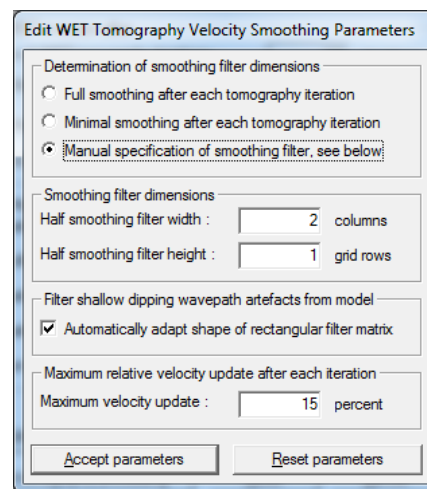 Edit WET Tomography Velocity Smoothing Parameters
Determination of smoothing filter dimensions
Full smoothing after each tomography iteration
Minimal smoothing after each tomography iteration
Manual specification of smoothing filter, see below
Smoothing filter dimensions
Half smoothing filter width : 2 columns
Half smoothing filter height : 1 grid rows
Filter shallow dipping wavepath artefacts from model
Automatically adapt shape of rectangular filter matrix
Maximum relative velocity update after each iteration
Maximum velocity update : 15 percent
Accept parameters Reset parameters